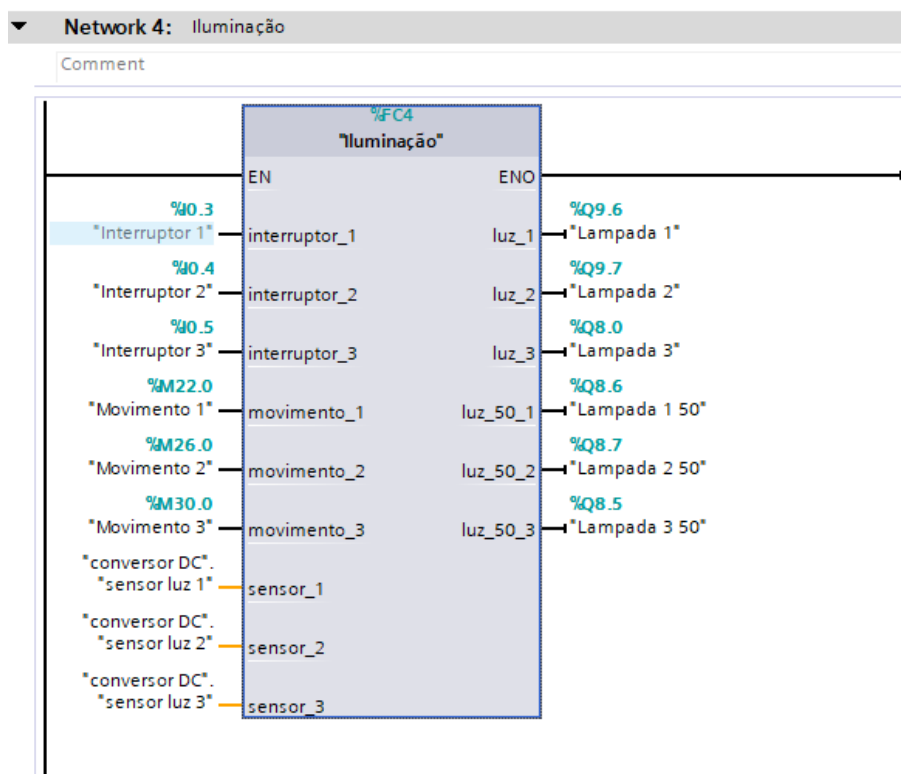 Network 4: Iluminação
Comment
%FC4
"Iluminação"
EN ENO
%I0.3 %Q9.6
"Interruptor 1" interruptor_1 luz_1 "Lampada 1"
%I0.4 %Q9.7
"Interruptor 2" interruptor_2 luz_2 "Lampada 2"
%I0.5 %Q8.0
"Interruptor 3" interruptor_3 luz_3 "Lampada 3"
%M22.0 %Q8.6
"Movimento 1" movimento_1 luz_50_1 "Lampada 1 50"
%M26.0 %Q8.7
"Movimento 2" movimento_2 luz_50_2 "Lampada 2 50"
%M30.0 %Q8.5
"Movimento 3" movimento_3 luz_50_3 "Lampada 3 50"
"conversor DC".
"sensor luz 1" sensor_1
"conversor DC".
"sensor luz 2" sensor_2
"conversor DC".
"sensor luz 3" sensor_3